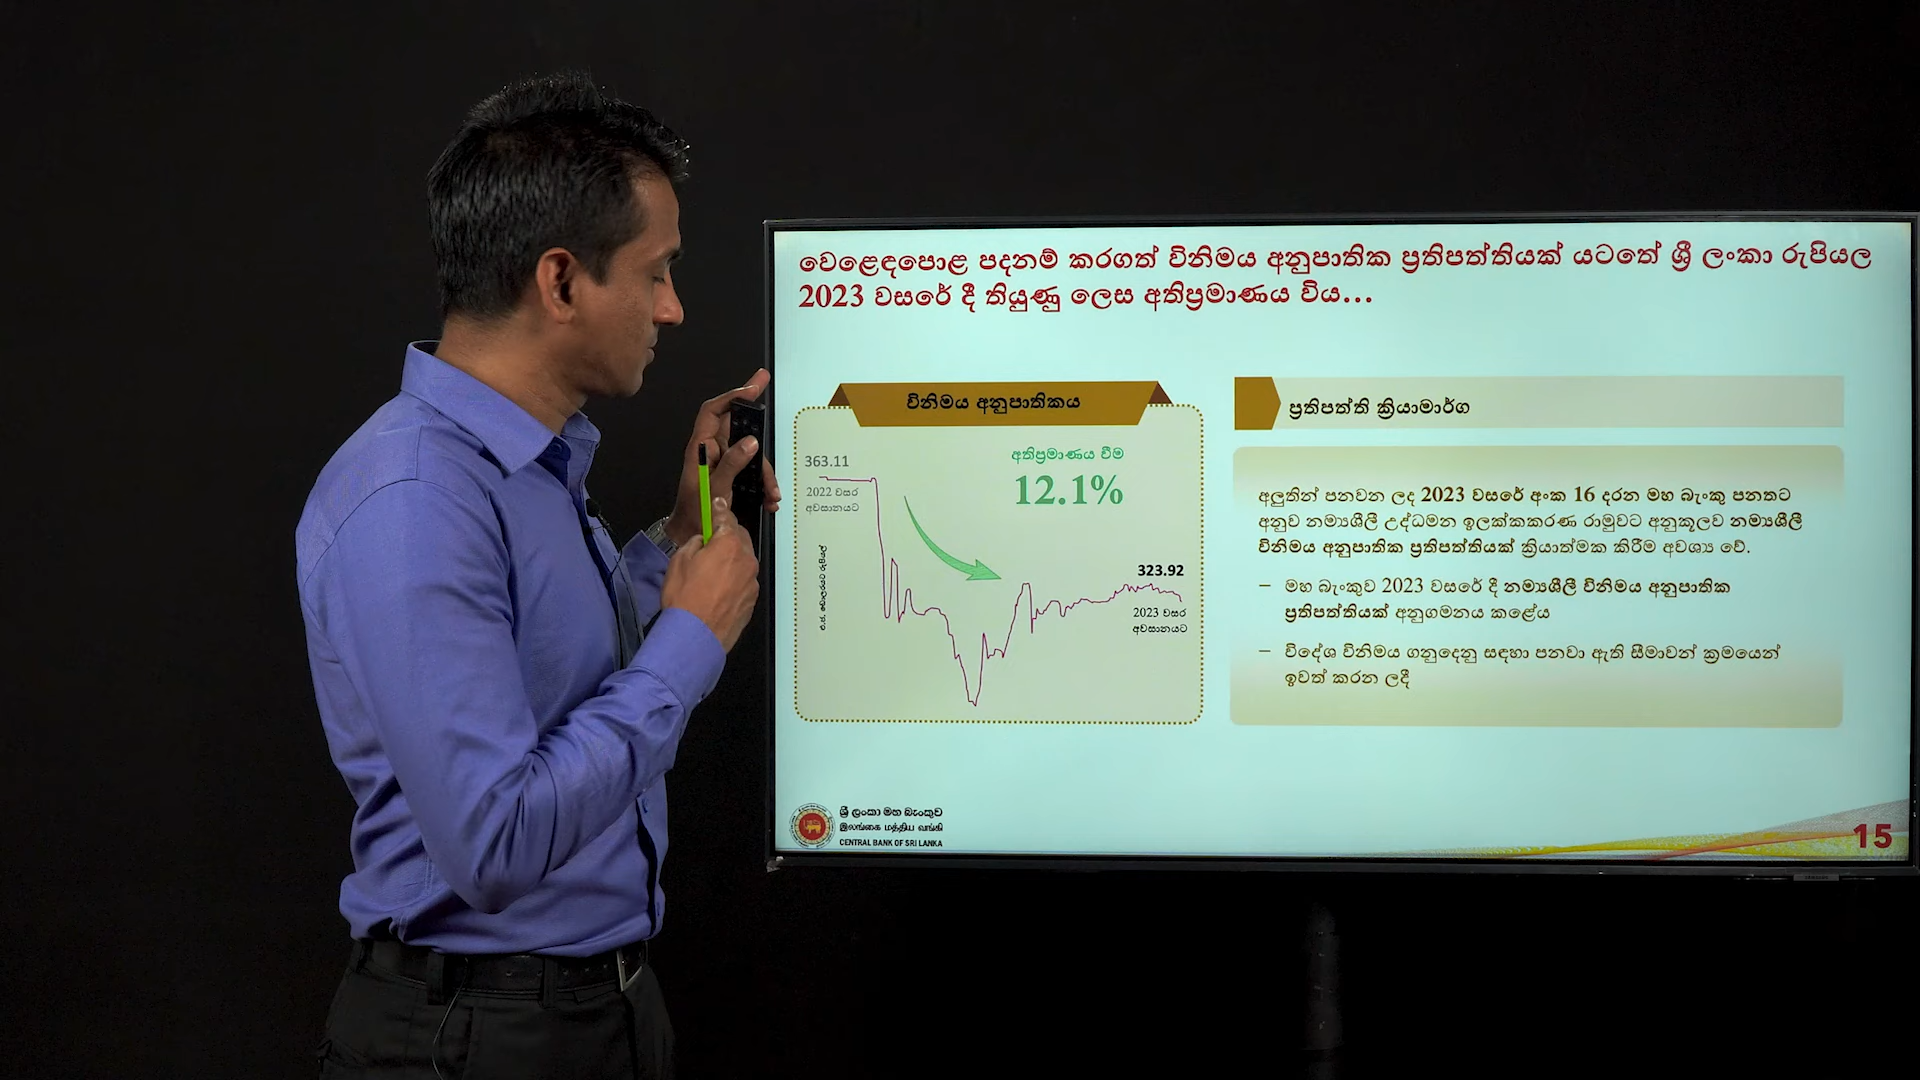 වෙළෙඳපොළ පදනම් කරගත් විනිමය අනුපාතික ප්‍රතිපත්තියක් යටතේ ශ්‍රී ලංකා රුපියල
2023 වසරේ දී තියුණු ලෙස අතිප්‍රමාණය විය...
විනිමය අනුපාතිකය
363.11
2022 වසර
අවසානයට
අතිප්‍රමාණය වීම
12.1%
එ.ජ. ඩොලරයට රුපියල්
323.92
2023 වසර
අවසානයට
ප්‍රතිපත්ති ක්‍රියාමාර්ග
අලුතින් පනවන ලද 2023 වසරේ අංක 16 දරන මහ බැංකු පනතට
අනුව නම්‍යශීලී උද්ධමන ඉලක්කකරණ රාමුවට අනුකූලව නම්‍යශීලී
විනිමය අනුපාතික ප්‍රතිපත්තියක් ක්‍රියාත්මක කිරීම අවශ්‍ය වේ.
– මහ බැංකුව 2023 වසරේ දී නම්‍යශීලී විනිමය අනුපාතික
ප්‍රතිපත්තියක් අනුගමනය කළේය
– විදේශ විනිමය ගනුදෙනු සඳහා පනවා ඇති සීමාවන් ක්‍රමයෙන්
ඉවත් කරන ලදී
ශ්‍රී ලංකා මහ බැංකුව
இலங்கை மத்திய வங்கி
CENTRAL BANK OF SRI LANKA
15